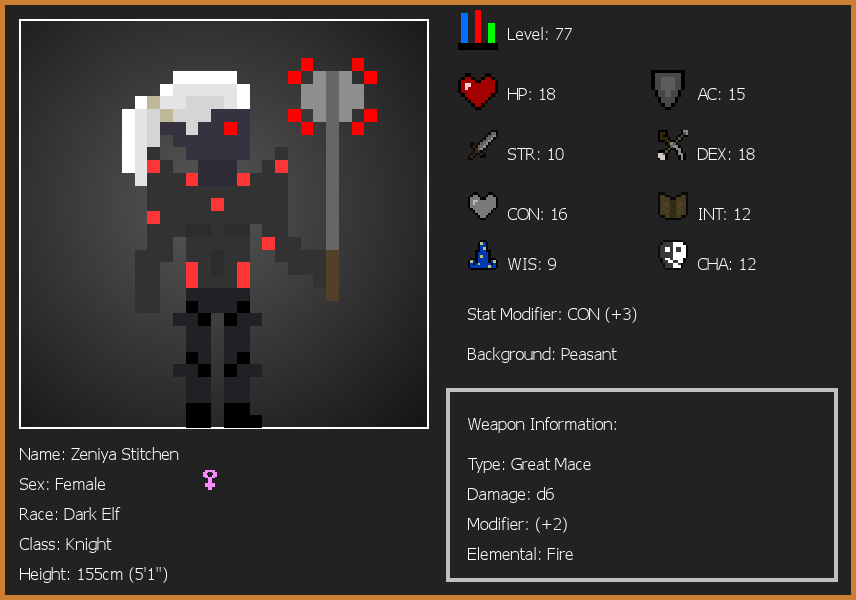 Level: 77
HP: 18
AC: 15
STR: 10
DEX: 18
CON: 16
INT: 12
WIS: 9
CHA: 12
Stat Modifier: CON (+3)
Background: Peasant
Weapon Information:
Type: Great Mace
Damage: d6
Modifier: (+2)
Elemental: Fire
Name: Zeniya Stitchen
Sex: Female
Race: Dark Elf
Class: Knight
Height: 155cm (5'1")